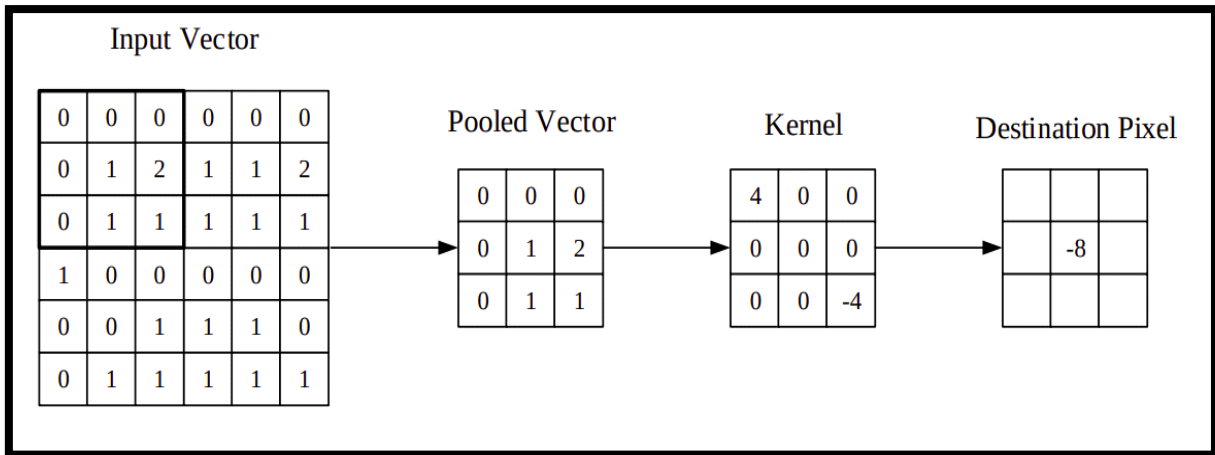 Input Vector
0 0 0 0 0 0
0 1 2 1 1 2
0 1 1 1 1 1
1 0 0 0 0 0
0 0 1 1 1 0
0 1 1 1 1 1
Pooled Vector
0 0 0
0 1 2
0 1 1
Kernel
4 0 0
0 0 0
0 0 -4
Destination Pixel
-8